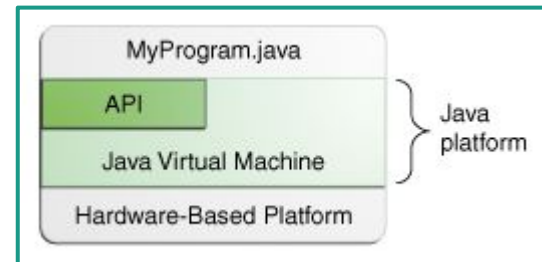 MyProgram.java
API
Java Virtual Machine
Hardware-Based Platform
Java
platform